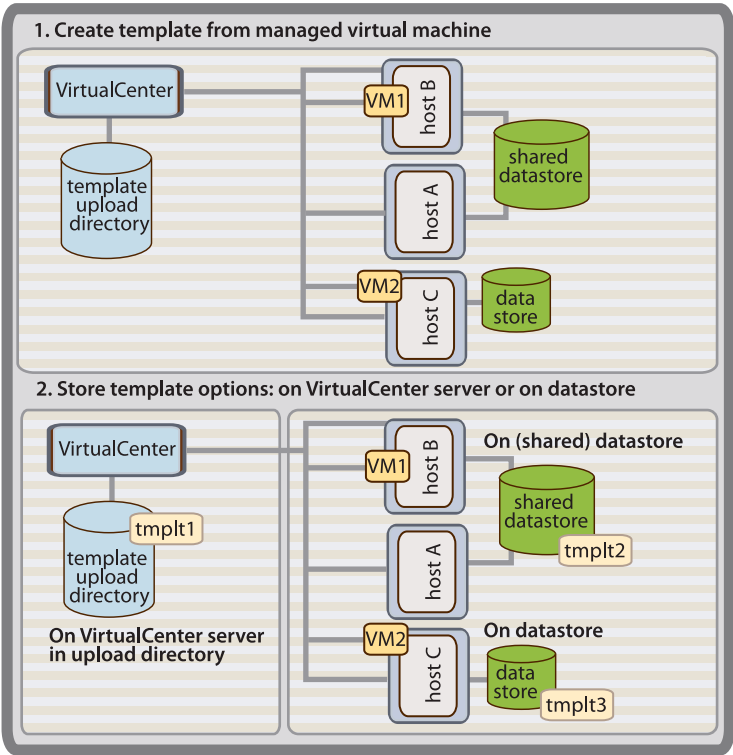 1. Create template from managed virtual machine
VirtualCenter
template
upload
directory
VM1
host B
host A
shared
datastore
VM2
host C
data
store
2. Store template options: on VirtualCenter server or on datastore
VirtualCenter
tmplt1
template
upload
directory
On VirtualCenter server
in upload directory
VM1
host B
On (shared) datastore
shared
datastore
tmplt2
host A
VM2
host C
On datastore
data
store
tmplt3